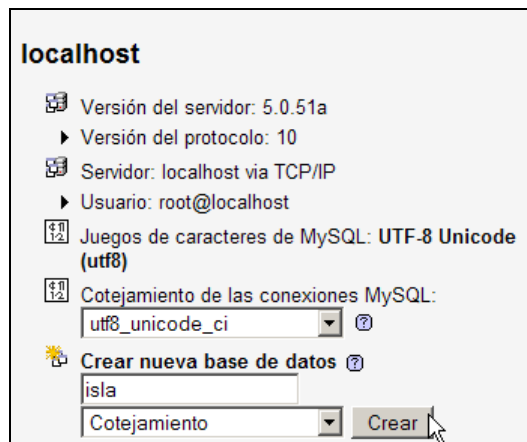 localhost
Versión del servidor: 5.0.51a
Versión del protocolo: 10
Servidor: localhost via TCP/IP
Usuario: root@localhost
Juegos de caracteres de MySQL: UTF-8 Unicode
(utf8)
Cotejamiento de las conexiones MySQL:
utf8_unicode_ci
Crear nueva base de datos
isla
Cotejamiento Crear